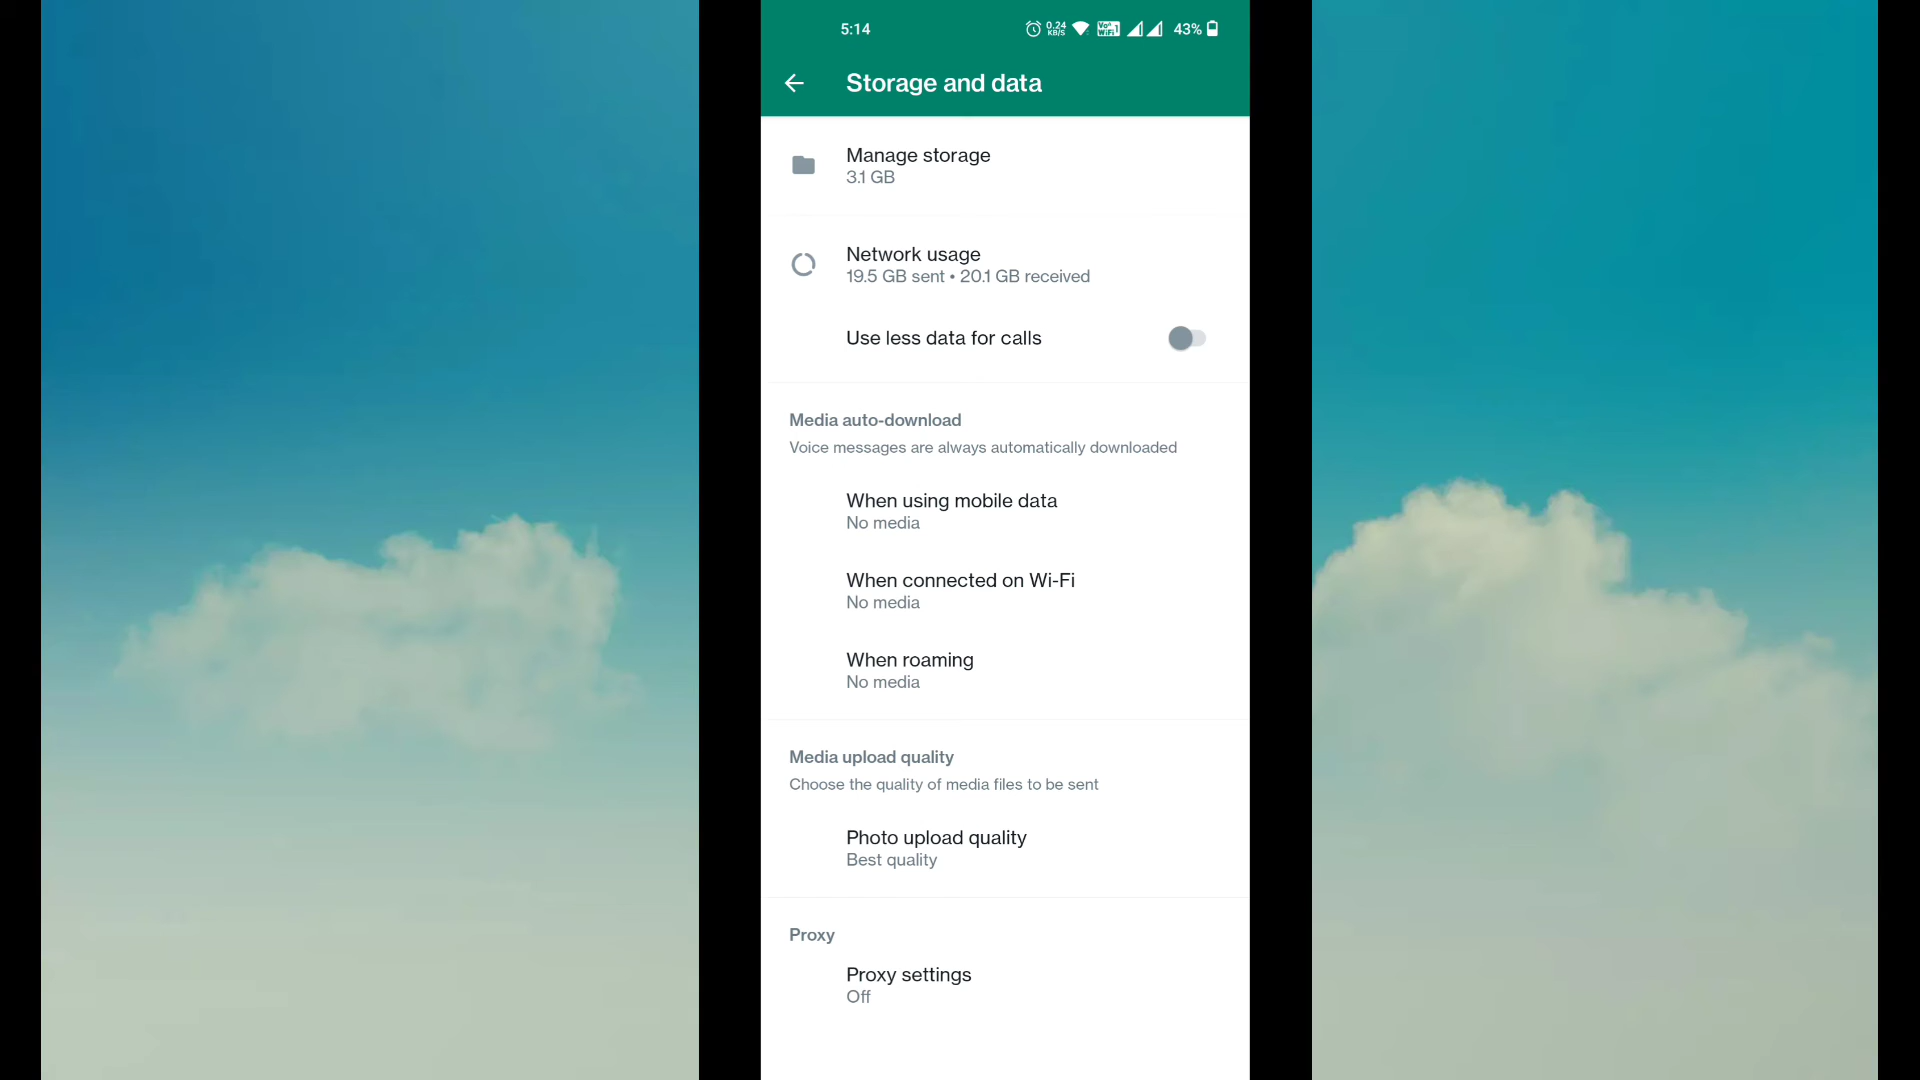 5:14
0.24 KB/S
43%
Storage and data
Manage storage
3.1 GB
Network usage
19.5 GB sent • 20.1 GB received
Use less data for calls
Media auto-download
Voice messages are always automatically downloaded
When using mobile data
No media
When connected on Wi-Fi
No media
When roaming
No media
Media upload quality
Choose the quality of media files to be sent
Photo upload quality
Best quality
Proxy
Proxy settings
Off